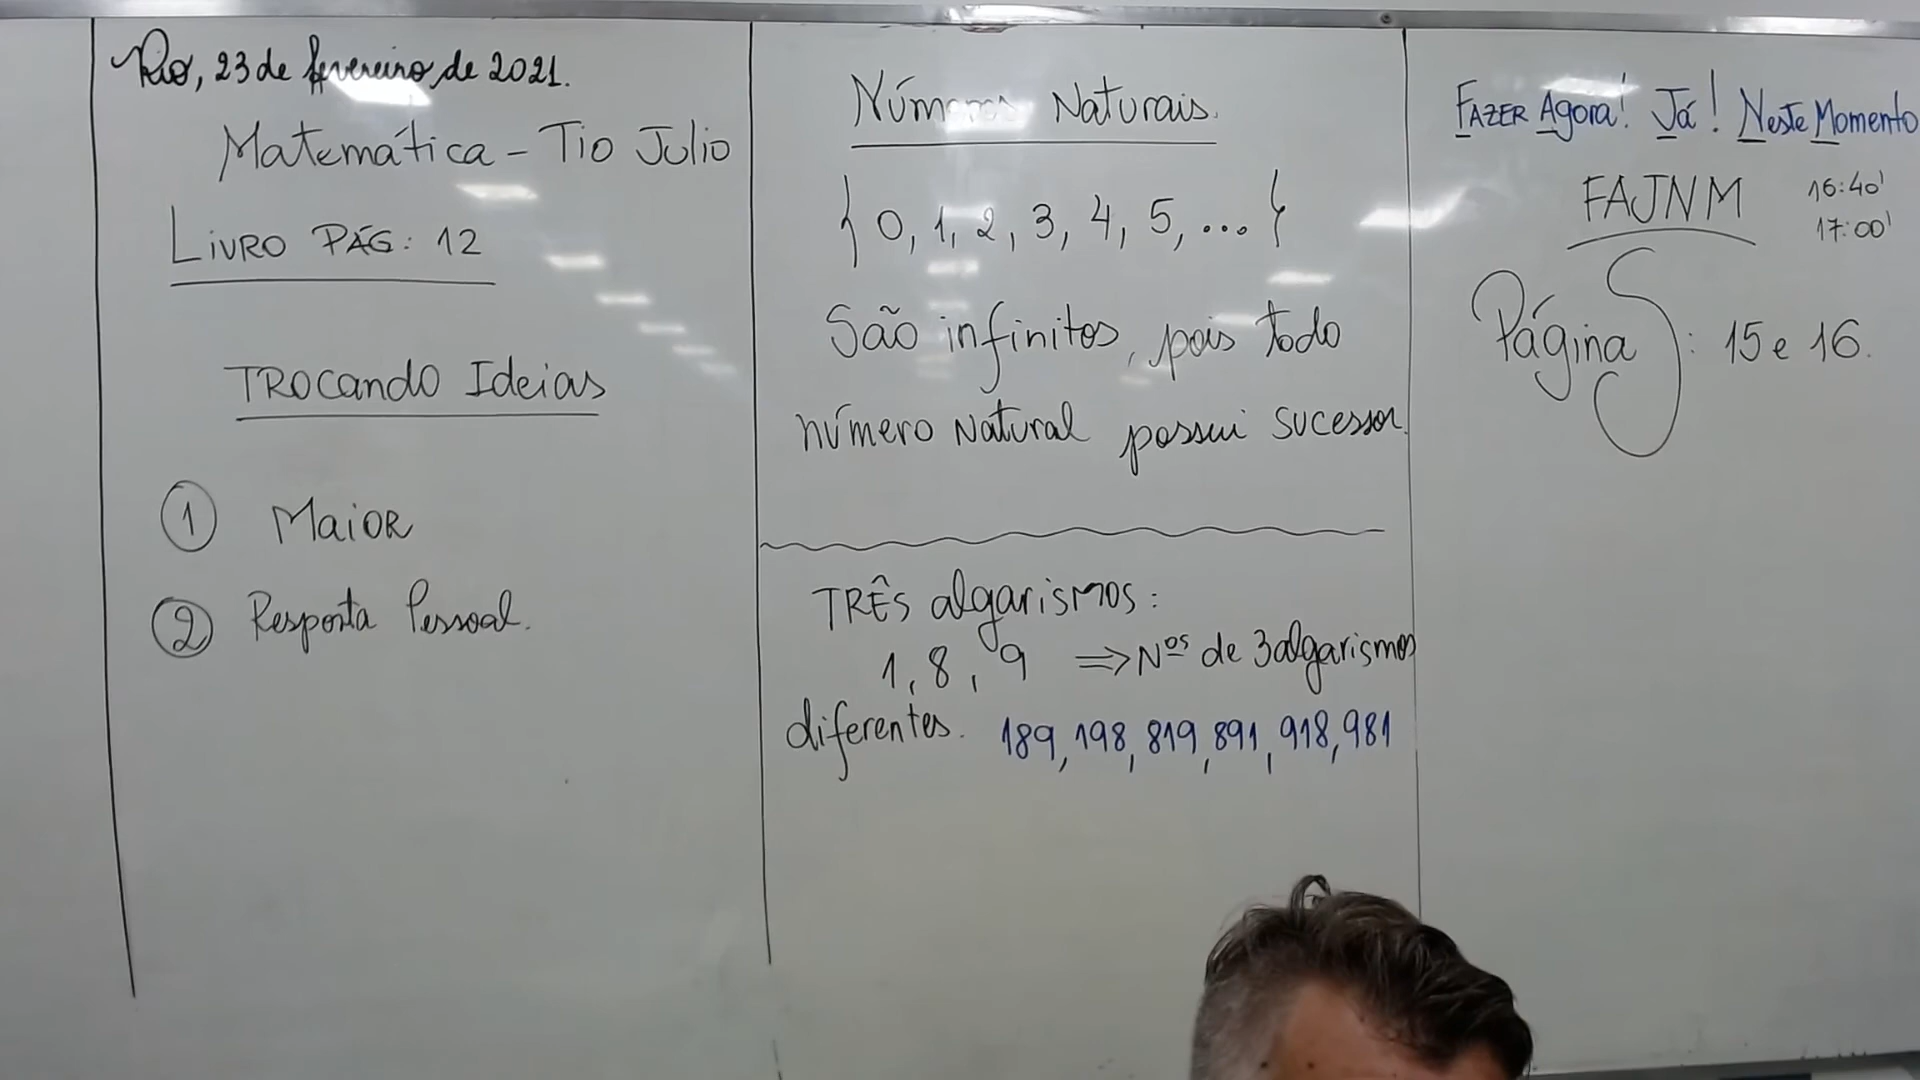 Rio, 23 de fevereiro de 2021.
Matemática - Tio Julio
Livro PÁG: 12
TROCANDO IDEIAS
1 Maior
2 Resposta Pessoal.
Números Naturais.
{ 0, 1, 2, 3, 4, 5, ... }
São infinitos, pois todo
número Natural possui sucessor.
TRÊS algarismos:
1, 8, 9 ⇒ Nos de 3 algarismos
diferentes. 189, 198, 819, 891, 918, 981
FAZER Agora! Já! Neste Momento
FAJNM 16:40'
17:00'
PáginaS: 15 e 16.